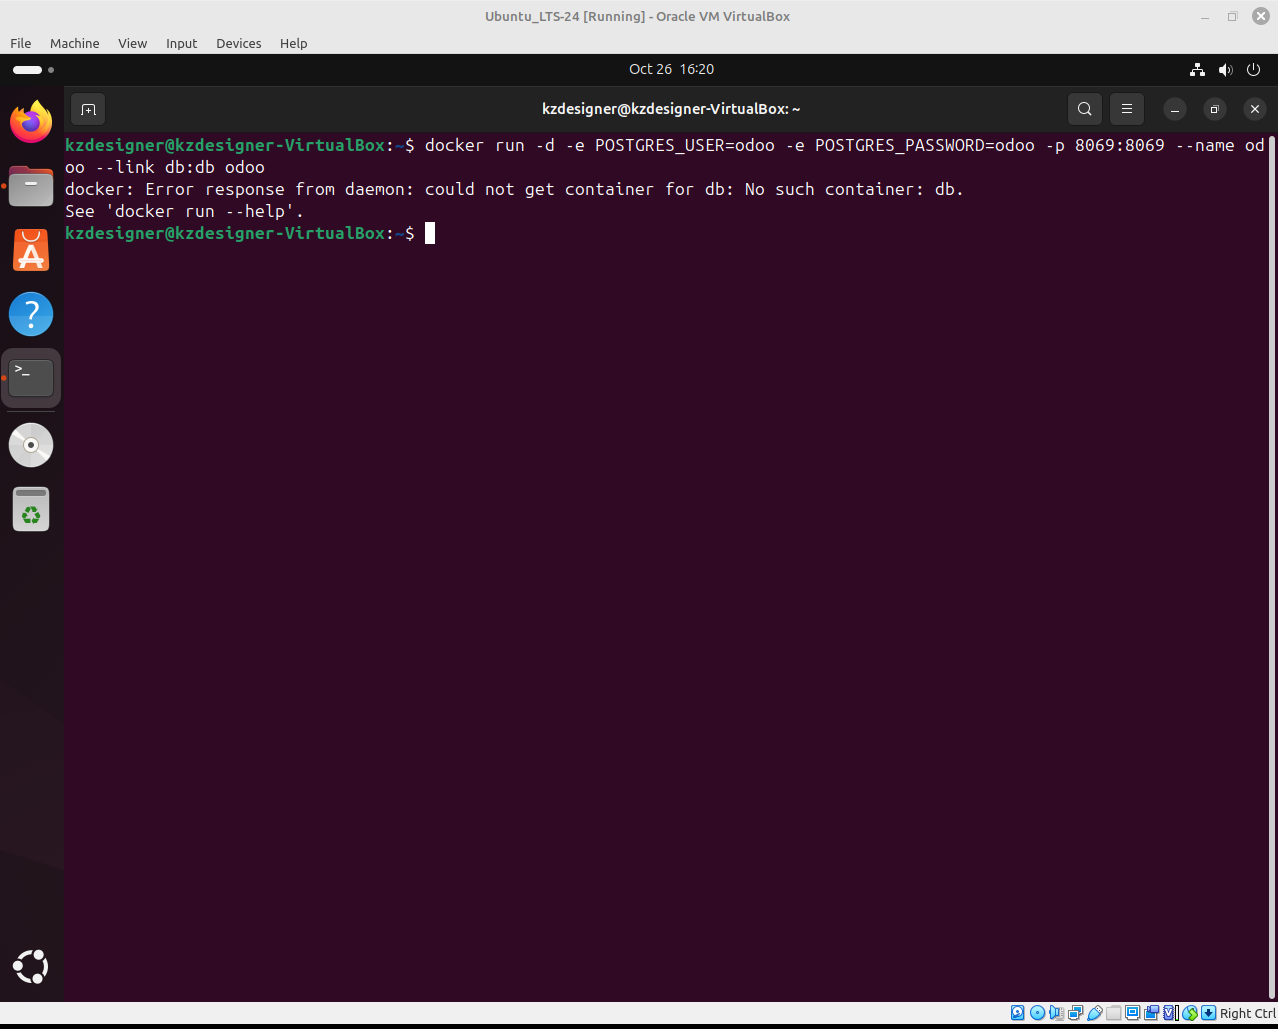 Ubuntu_LTS-24 [Running] - Oracle VM VirtualBox
File Machine View Input Devices Help
Oct 26 16:20
kzdesigner@kzdesigner-VirtualBox: ~
kzdesigner@kzdesigner-VirtualBox:~$ docker run -d -e POSTGRES_USER=odoo -e POSTGRES_PASSWORD=odoo -p 8069:8069 --name od
oo --link db:db odoo
docker: Error response from daemon: could not get container for db: No such container: db.
See 'docker run --help'.
kzdesigner@kzdesigner-VirtualBox:~$
Right Ctrl